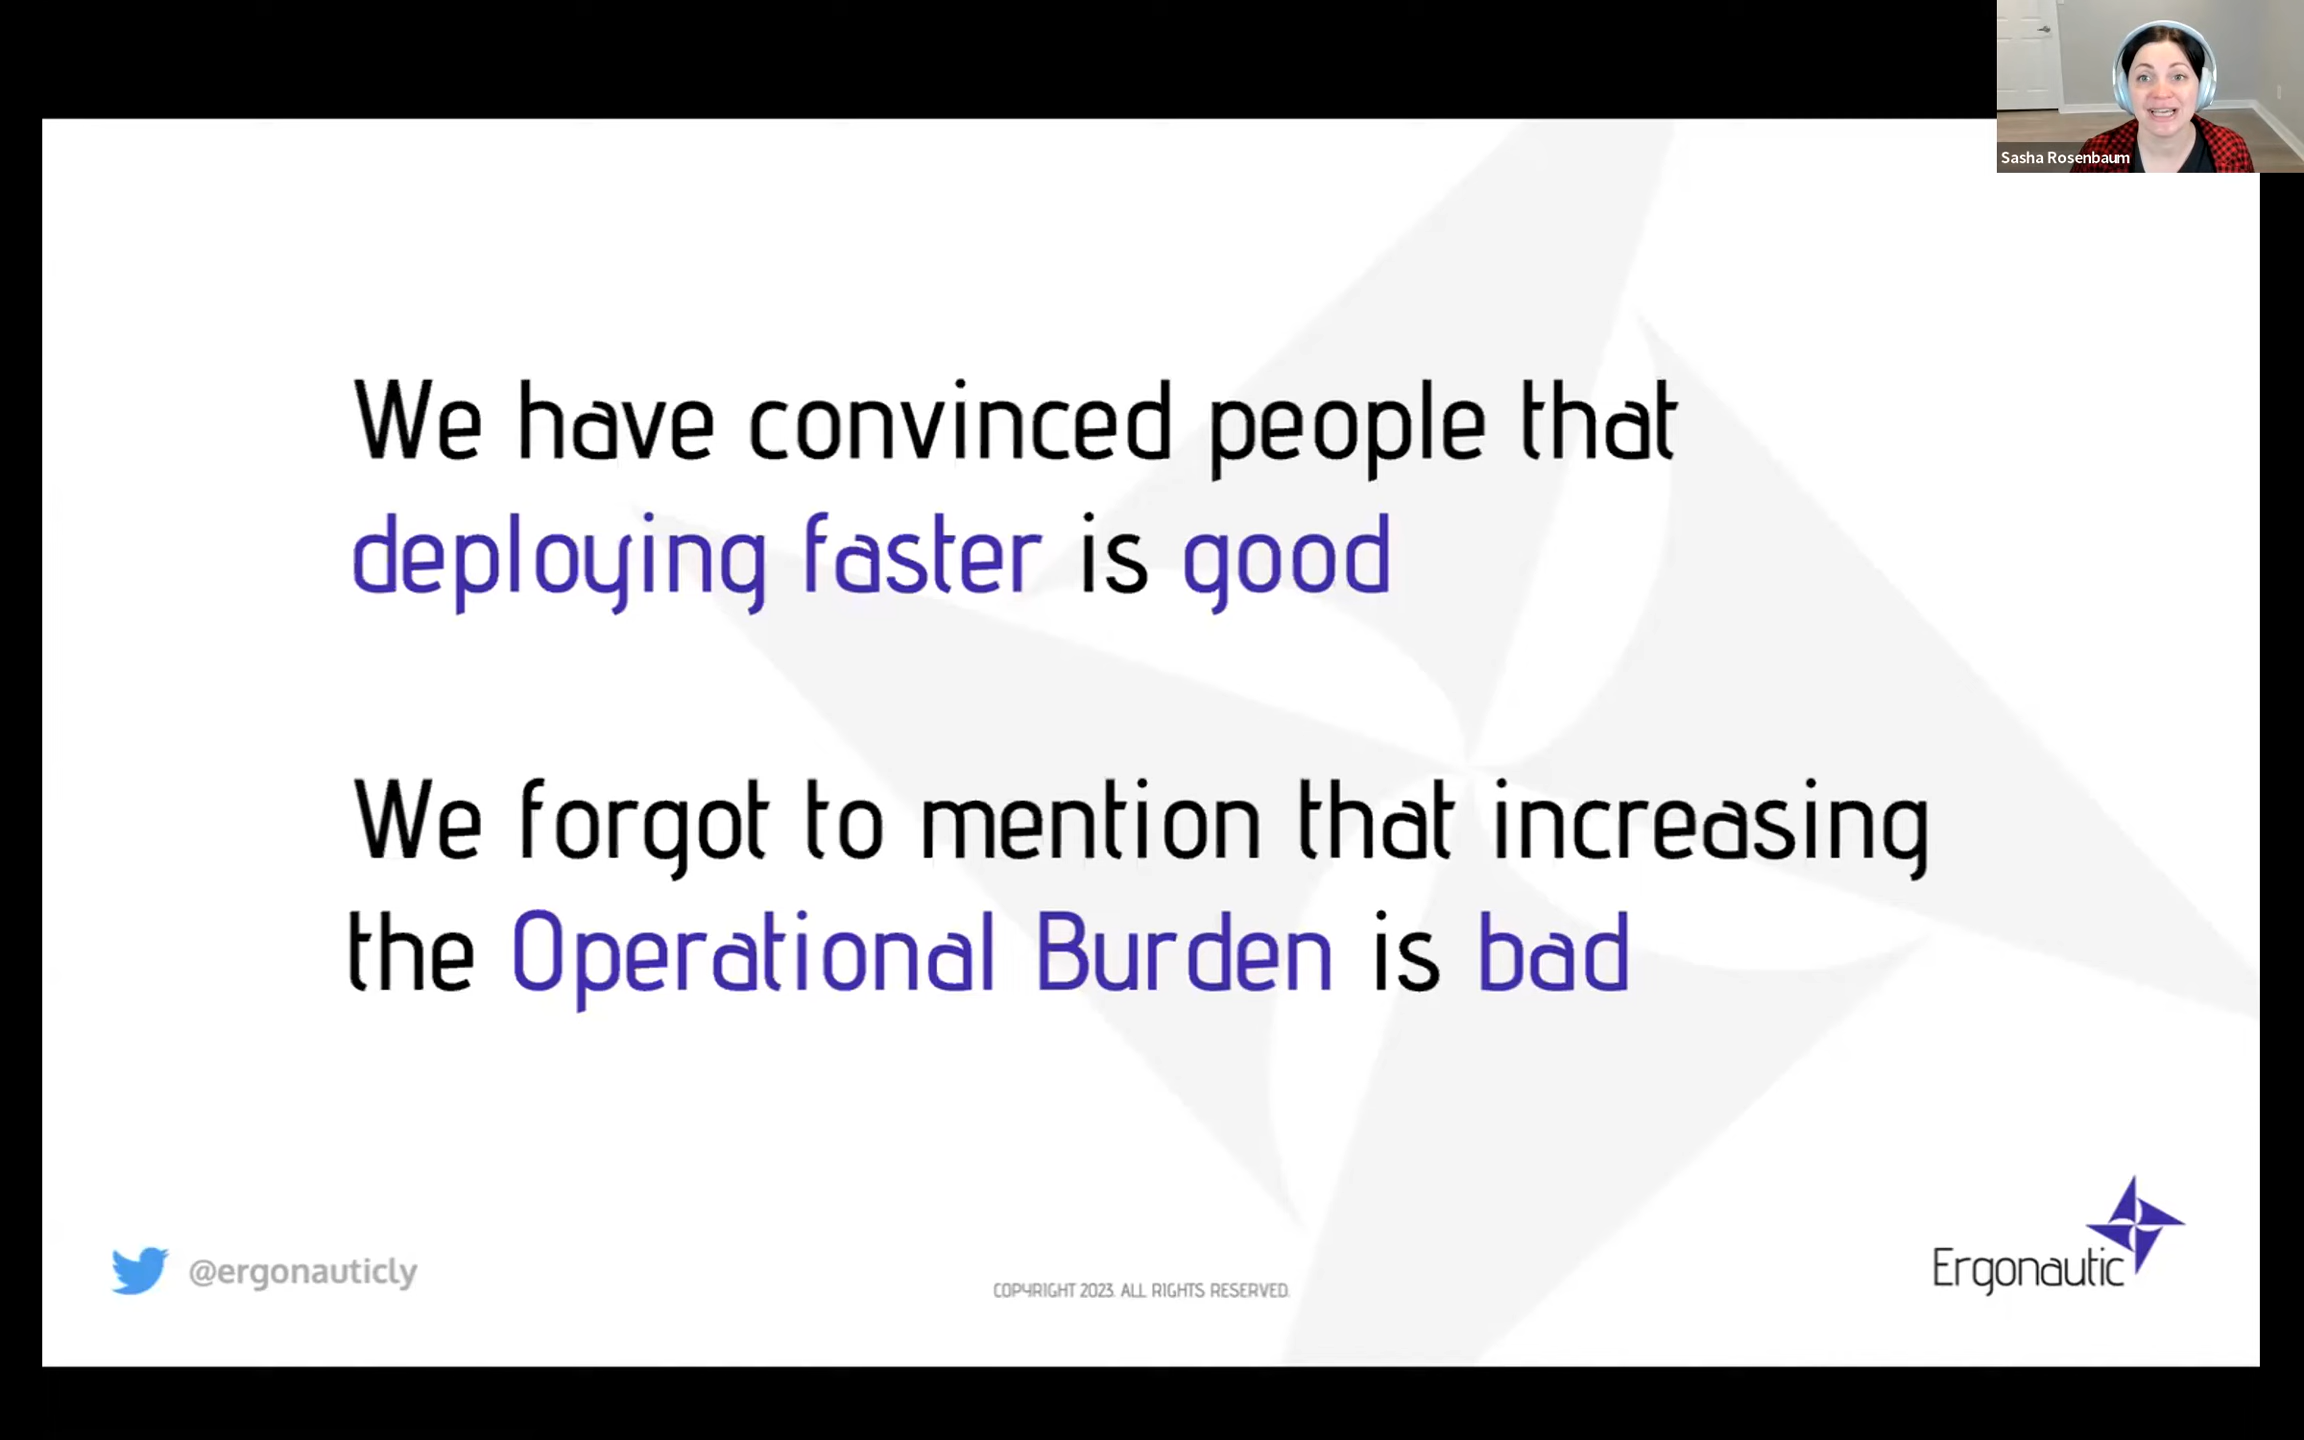 Sasha Rosenbaum
We have convinced people that
deploying faster is good
We forgot to mention that increasing
the Operational Burden is bad
@ergonauticly
COPYRIGHT 2023. ALL RIGHTS RESERVED.
Ergonautic